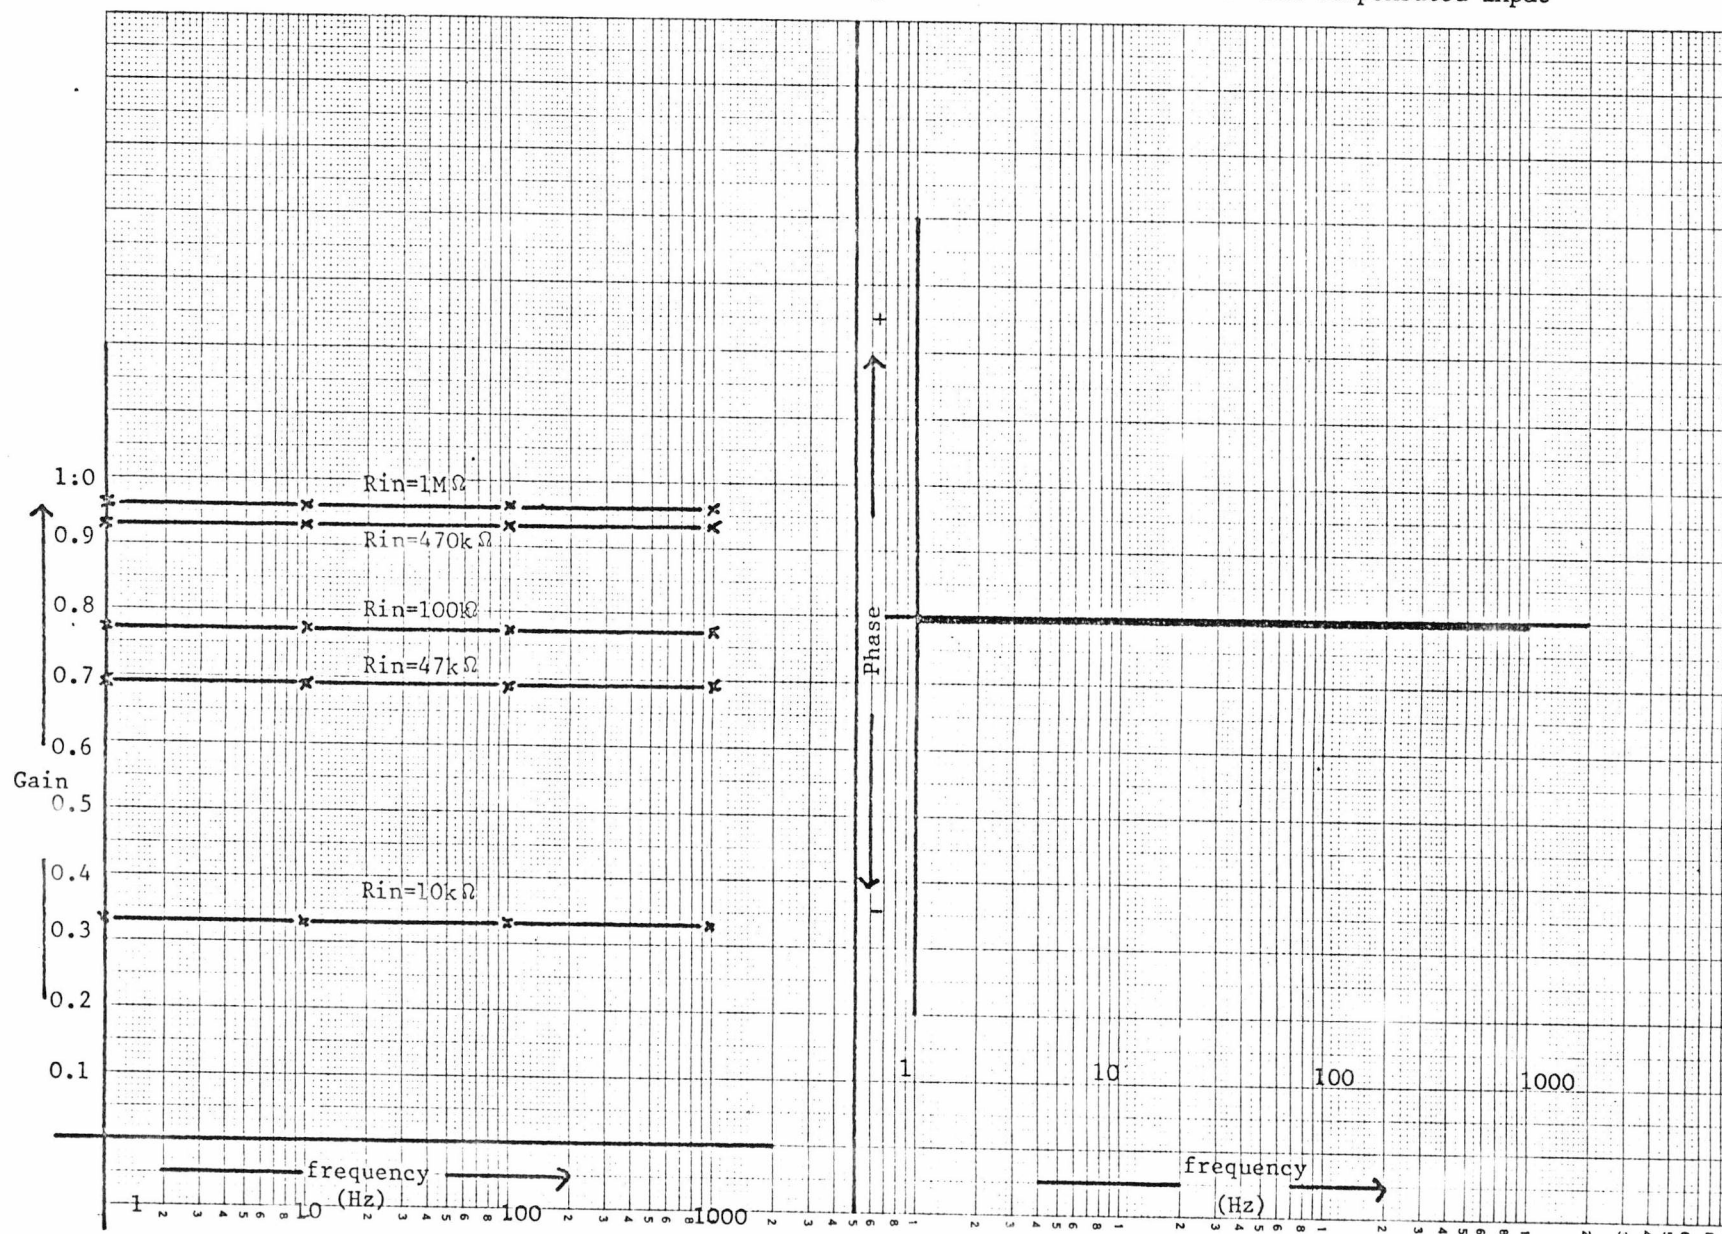 input
1:0
Rin=1MΩ
0.9
Rin=470kΩ
0.8
Rin=100kΩ
0.7
Rin=47kΩ
0.6
Gain
0.5
0.4
Rin=10kΩ
0.3
0.2
0.1
frequency
(Hz)
1 10 100 1000
+
Phase
-
1 10 100 1000
frequency
(Hz)